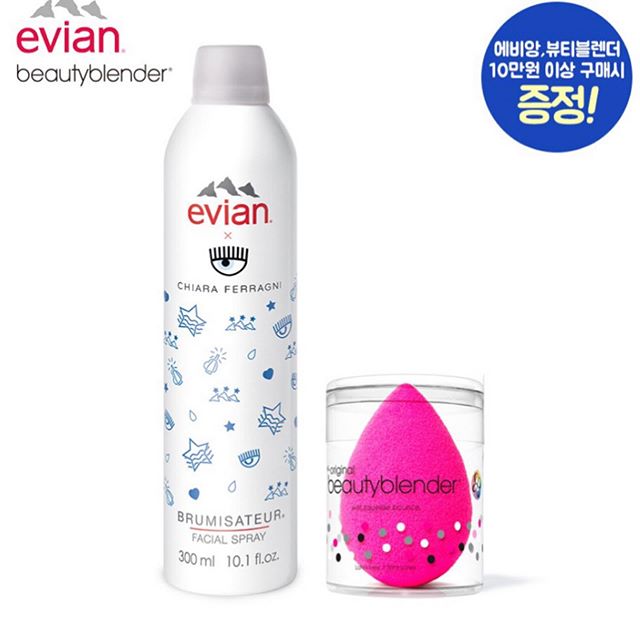 evian®
beautyblender®
에비앙,뷰티블렌더
10만원 이상 구매시
증정!
evian®
×
CHIARA FERRAGNI
BRUMISATEUR®
FACIAL SPRAY
300 ml 10.1 fl.oz.
original
beautyblender®